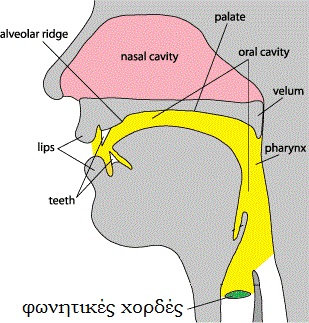 palate
alveolar ridge
oral cavity
nasal cavity
velum
lips
pharynx
teeth
φωνητικές χορδές